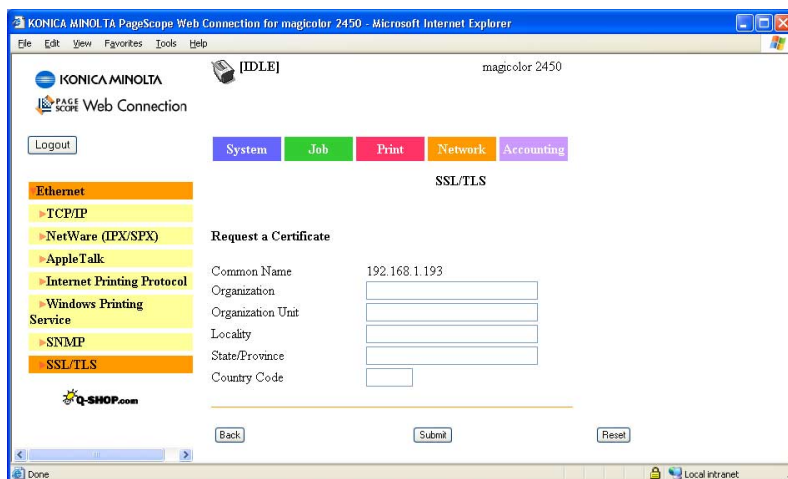 KONICA MINOLTA PageScope Web Connection for magicolor 2450 - Microsoft Internet Explorer
File Edit View Favorites Tools Help
KONICA MINOLTA
PAGE SCOPE Web Connection
[IDLE]
magicolor 2450
Logout
System Job Print Network Accounting
SSL/TLS
Ethernet
TCP/IP
NetWare (IPX/SPX)
AppleTalk
Internet Printing Protocol
Windows Printing
Service
SNMP
SSL/TLS
Q-SHOP.com
Request a Certificate
Common Name 192.168.1.193
Organization
Organization Unit
Locality
State/Province
Country Code
Back Submit Reset
Done Local intranet